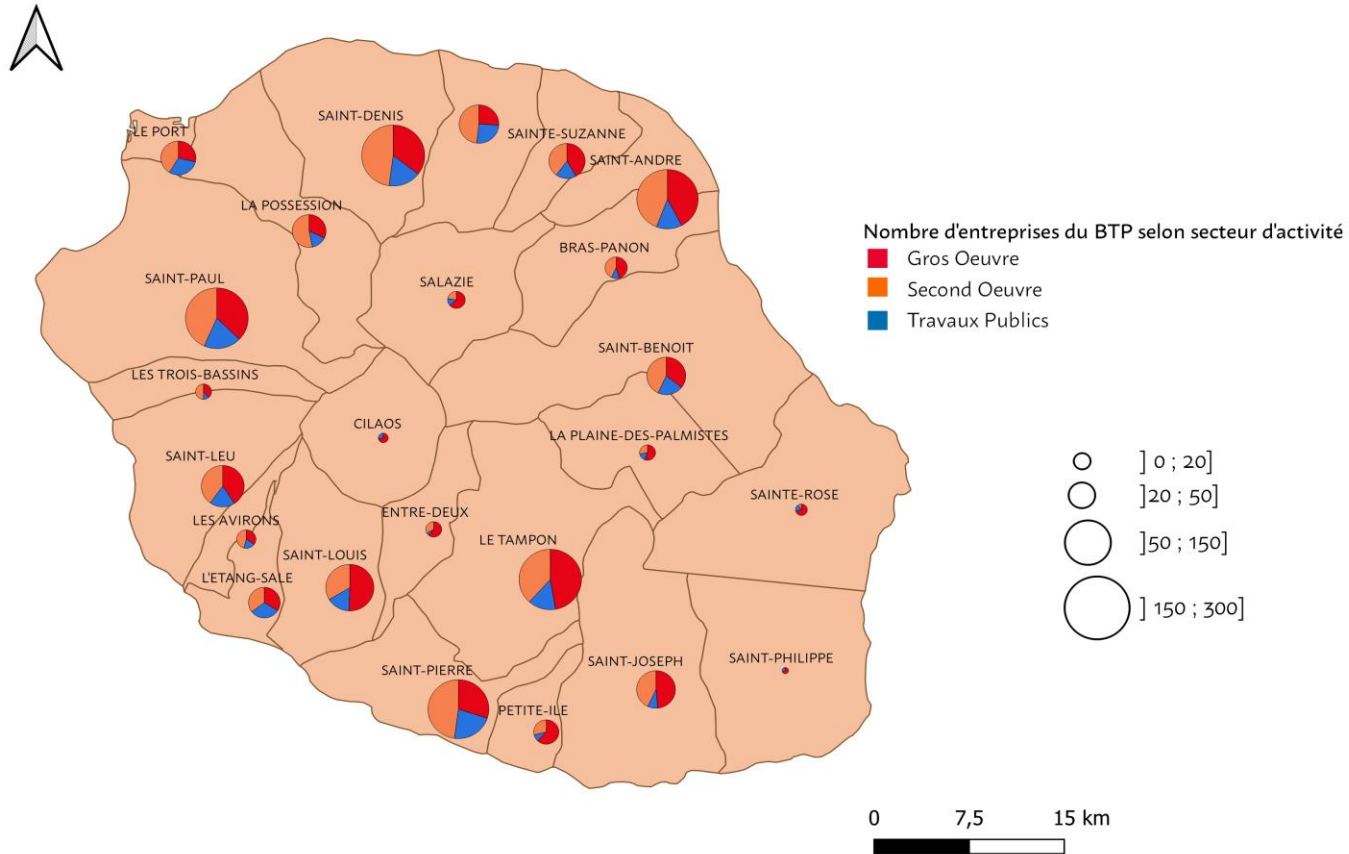 SAINT-DENIS
LE PORT
SAINTE-SUZANNE
SAINT-ANDRE
LA POSSESSION
BRAS-PANON
SAINT-PAUL
SALAZIE
SAINT-BENOIT
LES TROIS-BASSINS
CILAOS
LA PLAINE-DES-PALMISTES
SAINT-LEU
SAINTE-ROSE
LES AVIRONS
ENTRE-DEUX
LE TAMPON
SAINT-LOUIS
L'ETANG-SALE
SAINT-PHILIPPE
SAINT-JOSEPH
SAINT-PIERRE
PETITE-ILE
Nombre d'entreprises du BTP selon secteur d'activité
Gros Oeuvre
Second Oeuvre
Travaux Publics
] 0 ; 20]
]20 ; 50]
]50 ; 150]
] 150 ; 300]
0 7,5 15 km